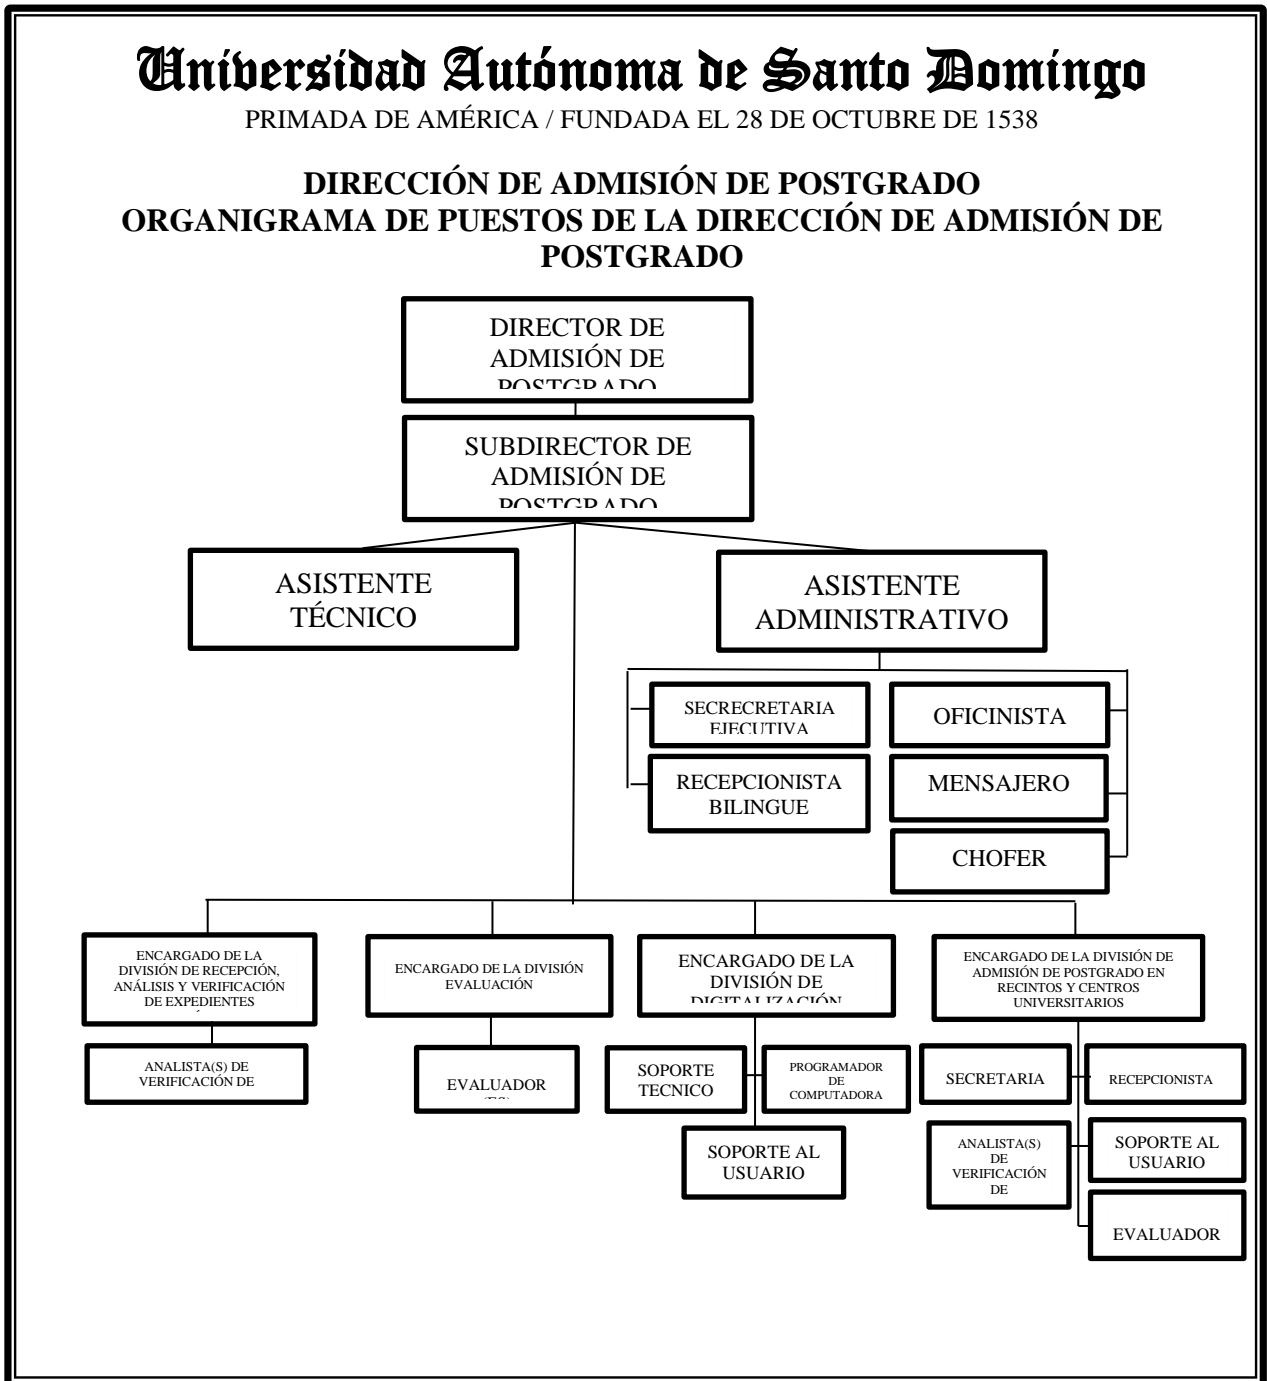 Universidad Autónoma de Santo Domingo
PRIMADA DE AMÉRICA / FUNDADA EL 28 DE OCTUBRE DE 1538
DIRECCIÓN DE ADMISIÓN DE POSTGRADO
ORGANIGRAMA DE PUESTOS DE LA DIRECCIÓN DE ADMISIÓN DE
POSTGRADO
DIRECTOR DE
ADMISIÓN DE
POSTGRADO
SUBDIRECTOR DE
ADMISIÓN DE
POSTGRADO
ASISTENTE
TÉCNICO
ASISTENTE
ADMINISTRATIVO
SECRECRETARIA
EJECUTIVA
OFICINISTA
RECEPCIONISTA
BILINGUE
MENSAJERO
CHOFER
ENCARGADO DE LA
DIVISIÓN DE RECEPCIÓN,
ANÁLISIS Y VERIFICACIÓN
DE EXPEDIENTES
ENCARGADO DE LA DIVISIÓN
EVALUACIÓN
ENCARGADO DE LA
DIVISIÓN DE
DIGITALIZACIÓN
ENCARGADO DE LA DIVISIÓN DE
ADMISIÓN DE POSTGRADO EN
RECINTOS Y CENTROS
UNIVERSITARIOS
ANALISTA(S) DE
VERIFICACIÓN DE
EVALUADOR
(ES)
SOPORTE
TECNICO
PROGRAMADOR
DE
COMPUTADORA
SOPORTE AL
USUARIO
SECRETARIA
RECEPCIONISTA
ANALISTA(S)
DE
VERIFICACIÓN
DE
SOPORTE AL
USUARIO
EVALUADOR